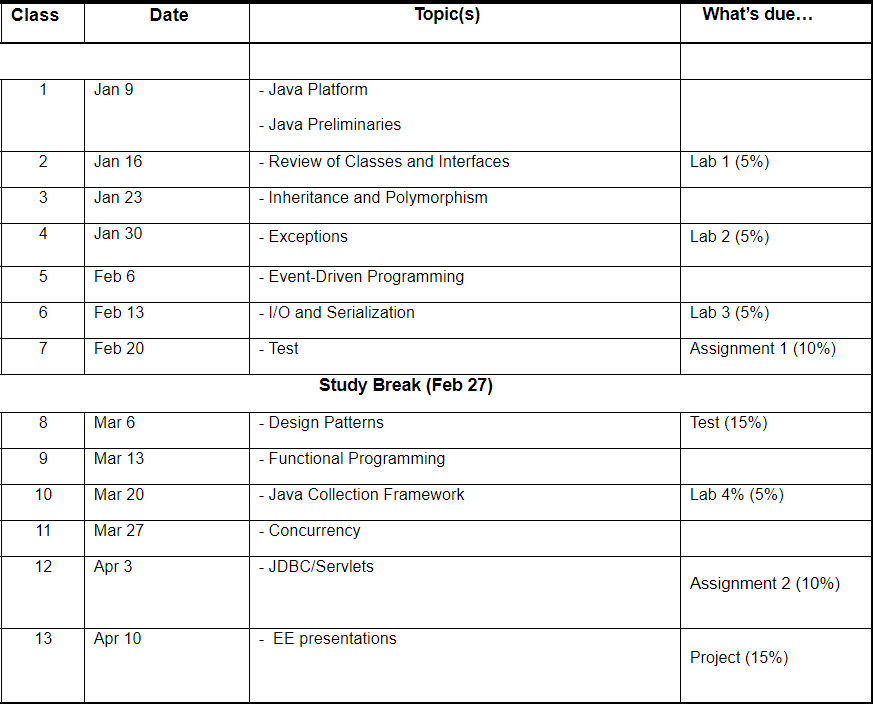 Class Date Topic(s) What’s due…
1 Jan 9 - Java Platform
- Java Preliminaries
2 Jan 16 - Review of Classes and Interfaces Lab 1 (5%)
3 Jan 23 - Inheritance and Polymorphism
4 Jan 30 - Exceptions Lab 2 (5%)
5 Feb 6 - Event-Driven Programming
6 Feb 13 - I/O and Serialization Lab 3 (5%)
7 Feb 20 - Test Assignment 1 (10%)
Study Break (Feb 27)
8 Mar 6 - Design Patterns Test (15%)
9 Mar 13 - Functional Programming
10 Mar 20 - Java Collection Framework Lab 4% (5%)
11 Mar 27 - Concurrency
12 Apr 3 - JDBC/Servlets
Assignment 2 (10%)
13 Apr 10 - EE presentations
Project (15%)